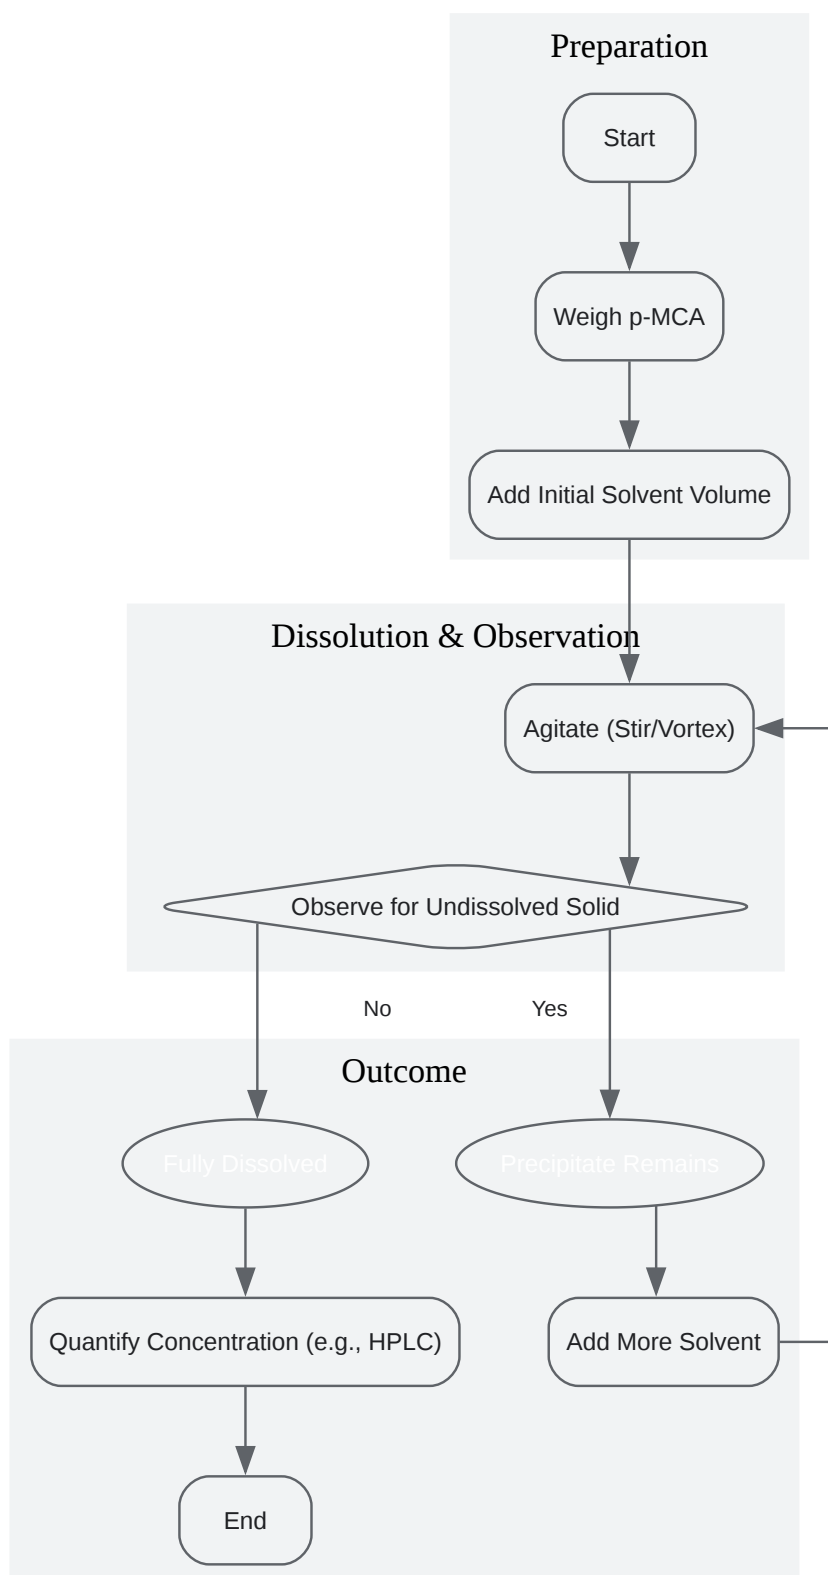 Preparation
Start
Weigh p-MCA
Add Initial Solvent Volume
Dissolution & Observation
Agitate (Stir/Vortex)
Observe for Undissolved Solid
No
Yes
Outcome
Fully Dissolved
Precipitate Remains
Quantify Concentration (e.g., HPLC)
Add More Solvent
End